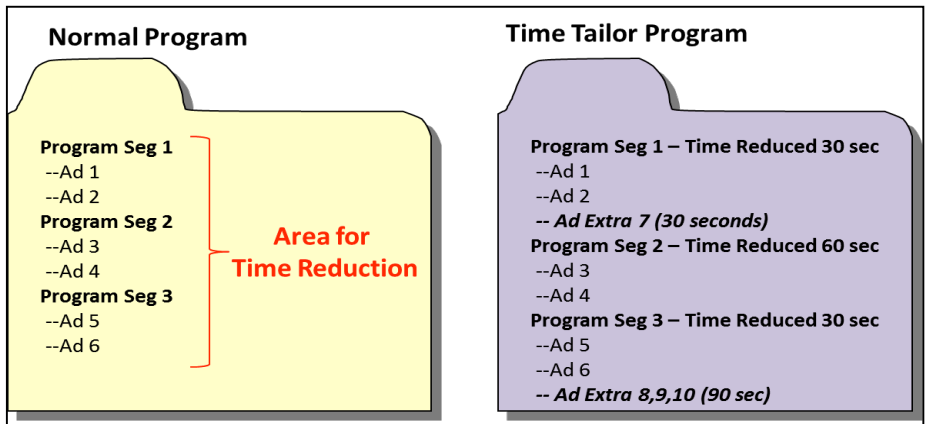 Normal Program
Program Seg 1
--Ad 1
--Ad 2
Program Seg 2
--Ad 3
--Ad 4
Program Seg 3
--Ad 5
--Ad 6
Area for
Time Reduction
Time Tailor Program
Program Seg 1 – Time Reduced 30 sec
--Ad 1
--Ad 2
-- Ad Extra 7 (30 seconds)
Program Seg 2 – Time Reduced 60 sec
--Ad 3
--Ad 4
Program Seg 3 – Time Reduced 30 sec
--Ad 5
--Ad 6
-- Ad Extra 8,9,10 (90 sec)